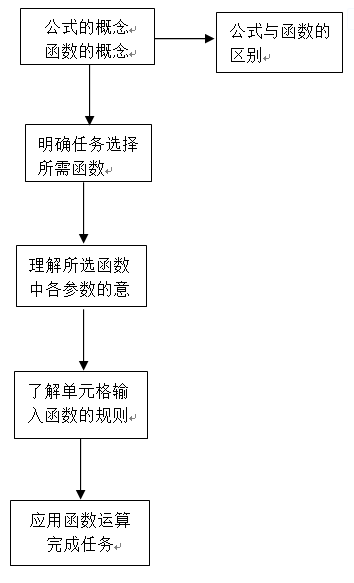 公式的概念
函数的概念
公式与函数的
区别
明确任务选择
所需函数
理解所选函数
中各参数的意
了解单元格输
入函数的规则
应用函数运算
完成任务